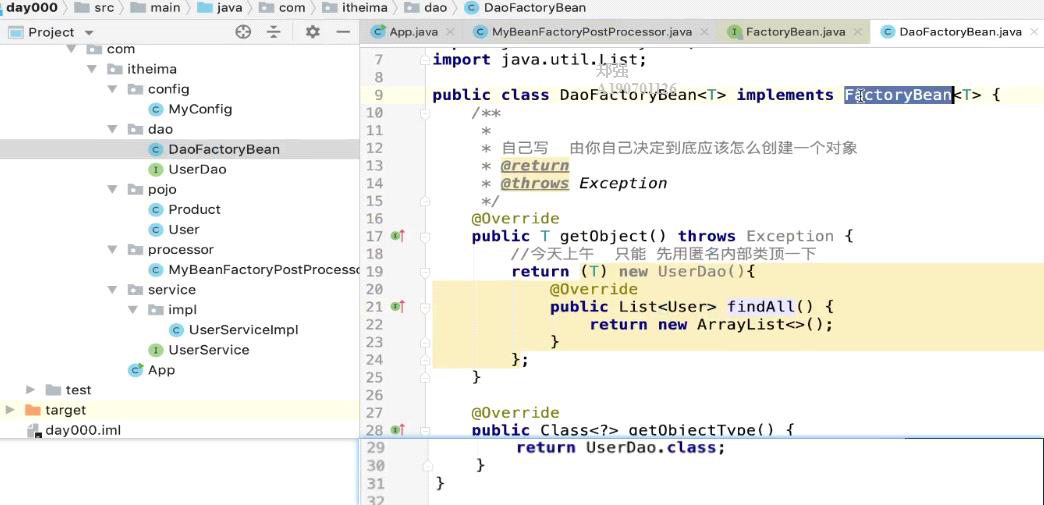 day000 src main java com itheima dao DaoFactoryBean
Project
App.java MyBeanFactoryPostProcessor.java FactoryBean.java DaoFactoryBean.java
com
itheima
config
MyConfig
dao
DaoFactoryBean
UserDao
pojo
Product
User
processor
MyBeanFactoryPostProcessor
service
impl
UserServiceImpl
UserService
App
test
target
day000.iml
7 import java.util.List;
8
郑强
A190701126
9 public class DaoFactoryBean<T> implements FactoryBean<T> {
10 /**
11 *
12 * 自己写 由你自己决定到底应该怎么创建一个对象
13 * @return
14 * @throws Exception
15 */
16 @Override
17 public T getObject() throws Exception {
18 //今天上午 只能 先用匿名内部类顶一下
19 return (T) new UserDao(){
20 @Override
21 public List<User> findAll() {
22 return new ArrayList<>();
23 }
24 };
25 }
26
27 @Override
28 public Class<?> getObjectType() {
29 return UserDao.class;
30 }
31 }
32